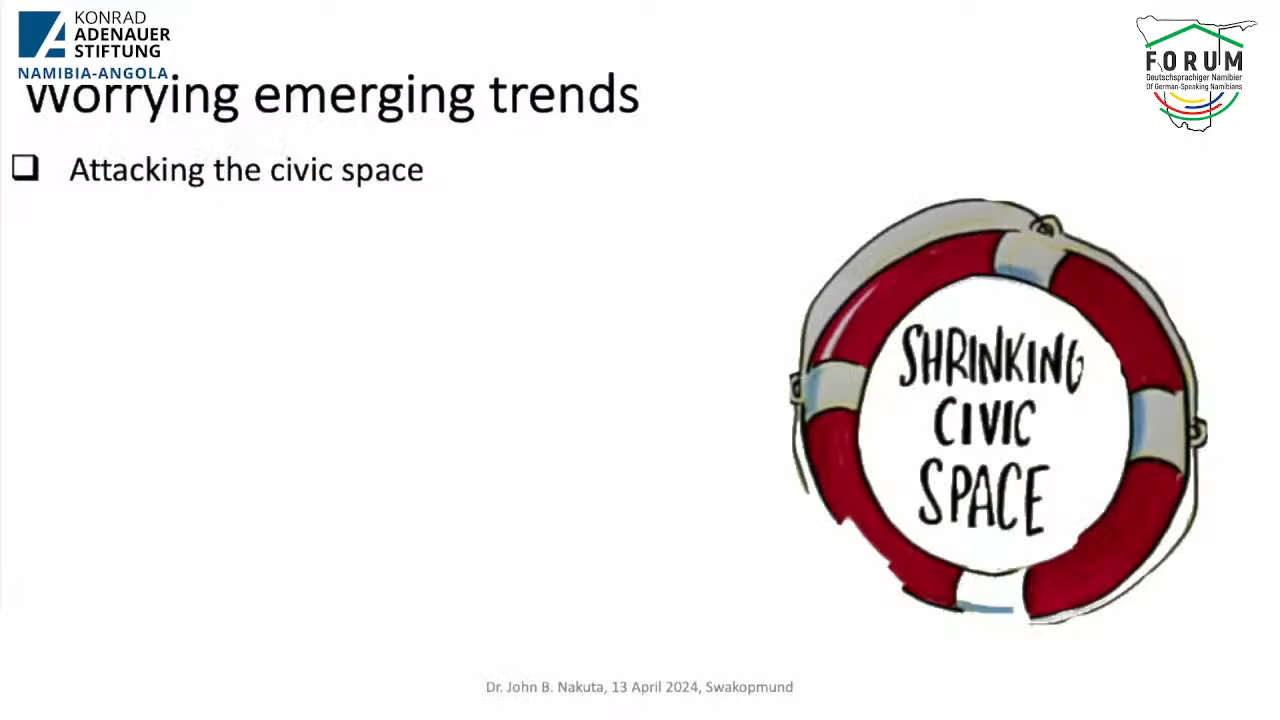 KONRAD
ADENAUER
STIFTUNG
NAMIBIA-ANGOLA
FORUM
Deutschsprachiger Namibier
Of German-Speaking Namibians
Worrying emerging trends
❑ Attacking the civic space
SHRINKING
CIVIC
SPACE
Dr. John B. Nakuta, 13 April 2024, Swakopmund